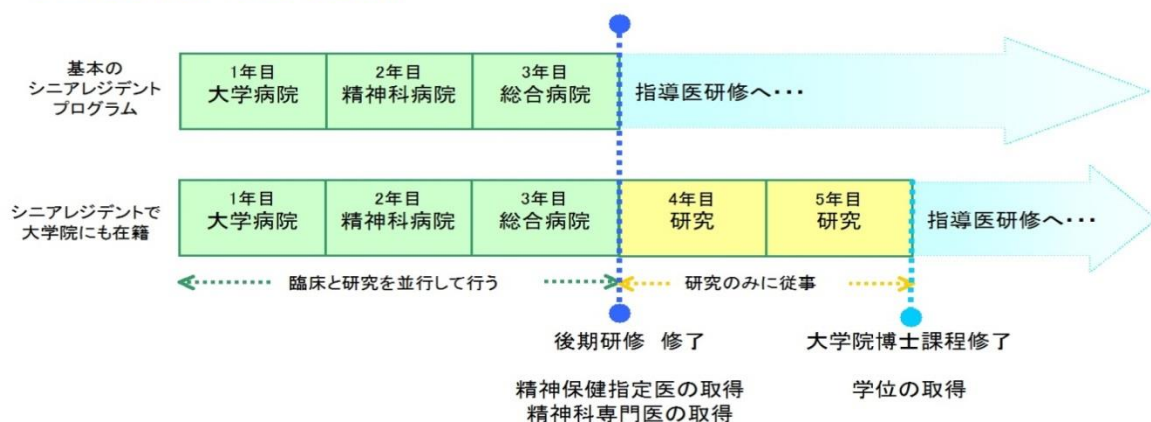 基本の
シニアレジデント
プログラム
1年目
大学病院
2年目
精神科病院
3年目
総合病院
指導医研修へ・・・
シニアレジデントで
大学院にも在籍
1年目
大学病院
2年目
精神科病院
3年目
総合病院
4年目
研究
5年目
研究
指導医研修へ・・・
臨床と研究を並行して行う
研究のみに従事
後期研修 修了
大学院博士課程修了
精神保健指定医の取得
精神科専門医の取得
学位の取得